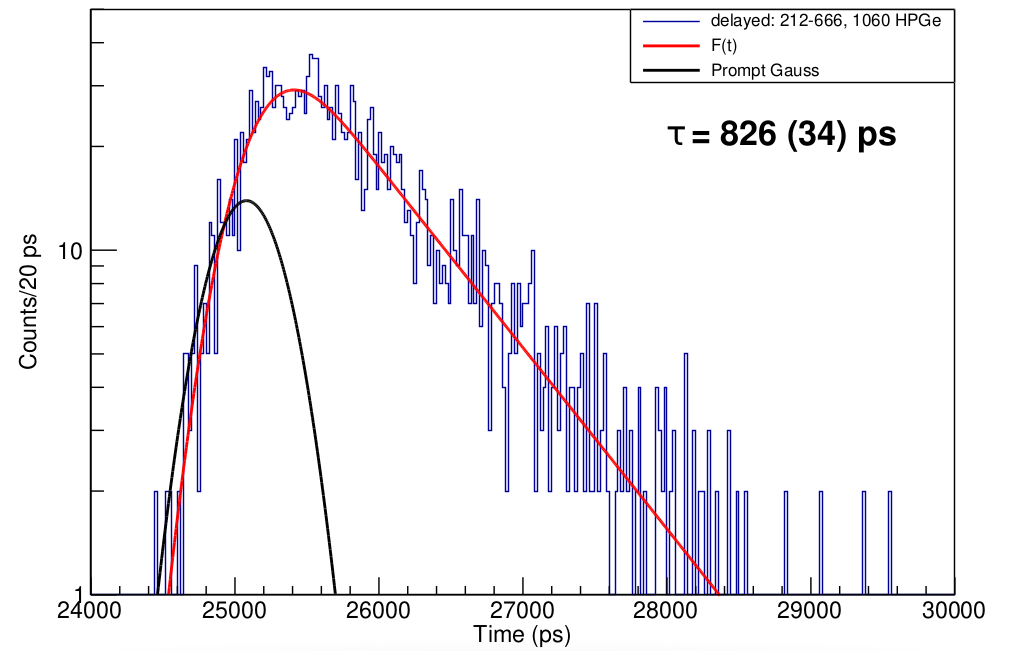 delayed: 212-666, 1060 HPGe
F(t)
Prompt Gauss
τ = 826 (34) ps
Counts/20 ps
10
1
24000 25000 26000 27000 28000 29000 30000
Time (ps)